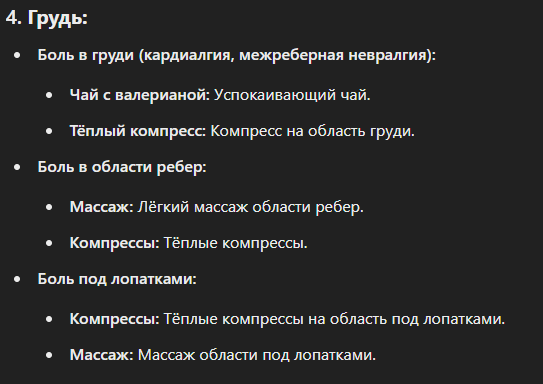 4. Грудь:
• Боль в груди (кардиалгия, межреберная невралгия):
• Чай с валерианой: Успокаивающий чай.
• Тёплый компресс: Компресс на область груди.
• Боль в области ребер:
• Массаж: Лёгкий массаж области ребер.
• Компрессы: Тёплые компрессы.
• Боль под лопатками:
• Компрессы: Тёплые компрессы на область под лопатками.
• Массаж: Массаж области под лопатками.